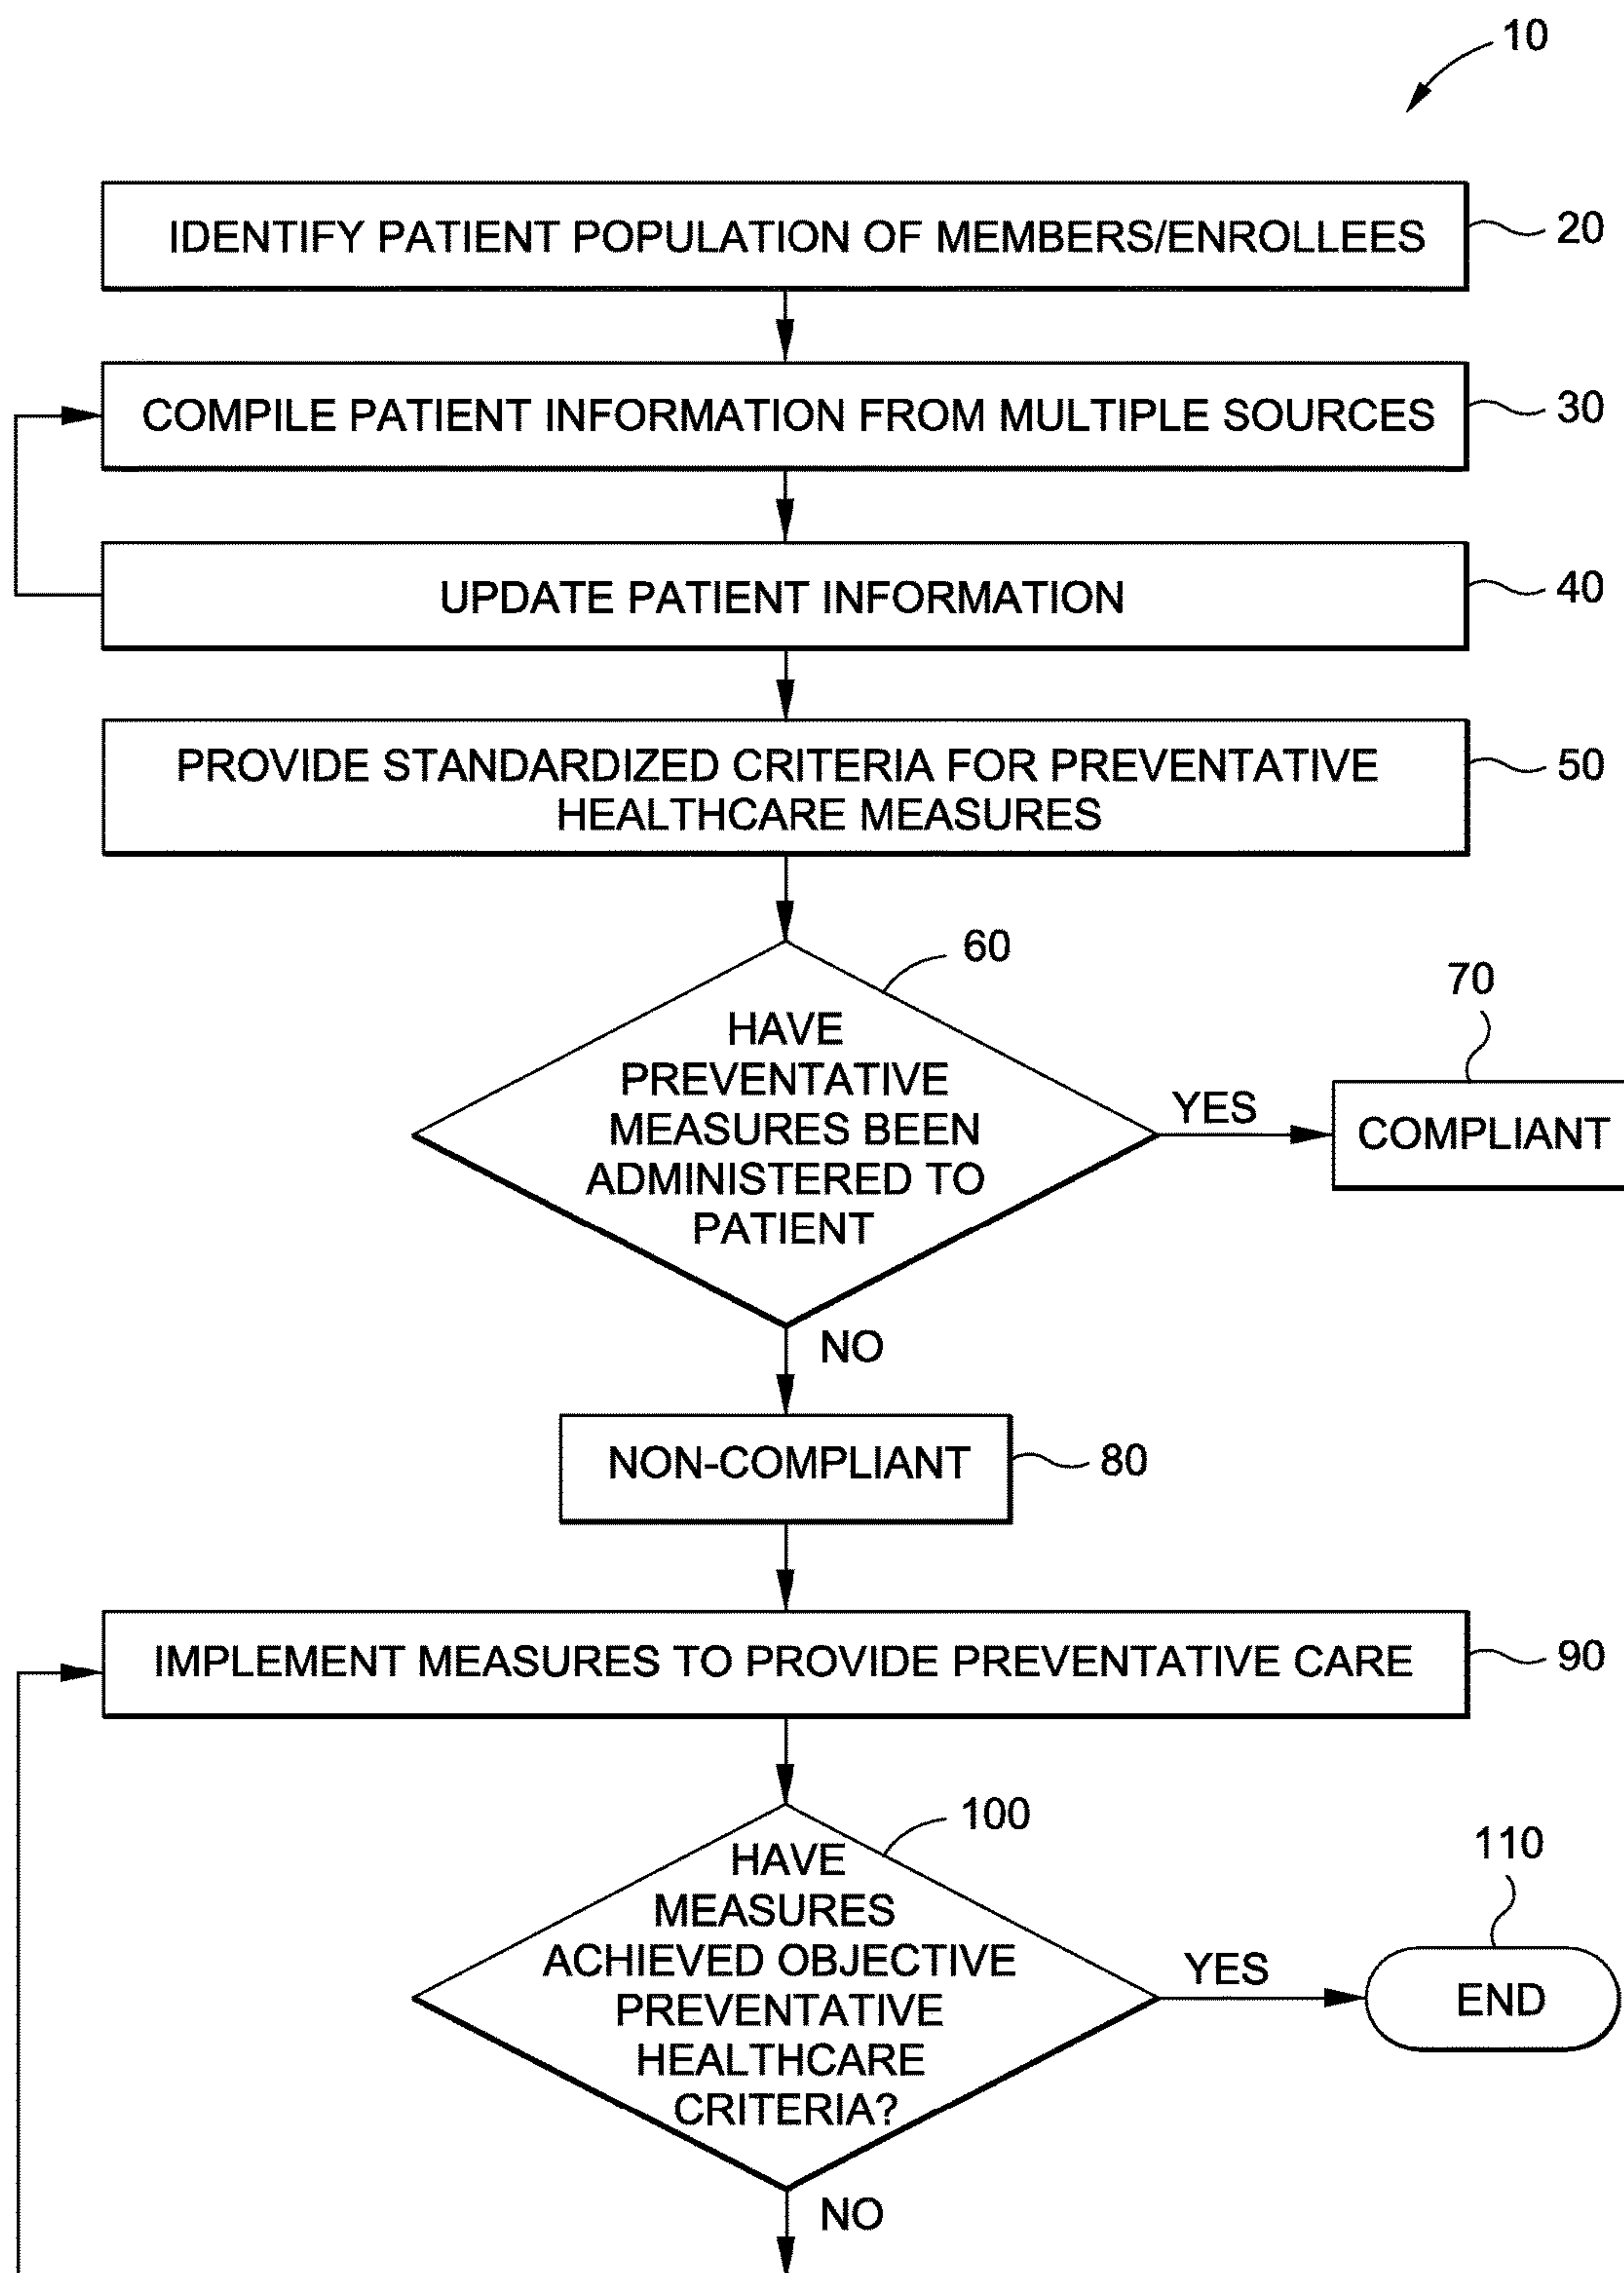 10
IDENTIFY PATIENT POPULATION OF MEMBERS/ENROLLEES
20
COMPILE PATIENT INFORMATION FROM MULTIPLE SOURCES
30
UPDATE PATIENT INFORMATION
40
PROVIDE STANDARDIZED CRITERIA FOR PREVENTATIVE
HEALTHCARE MEASURES
50
60
HAVE
PREVENTATIVE
MEASURES BEEN
ADMINISTERED TO
PATIENT
YES
70
COMPLIANT
NO
NON-COMPLIANT
80
IMPLEMENT MEASURES TO PROVIDE PREVENTATIVE CARE
90
100
HAVE
MEASURES
ACHIEVED OBJECTIVE
PREVENTATIVE
HEALTHCARE
CRITERIA?
YES
110
END
NO